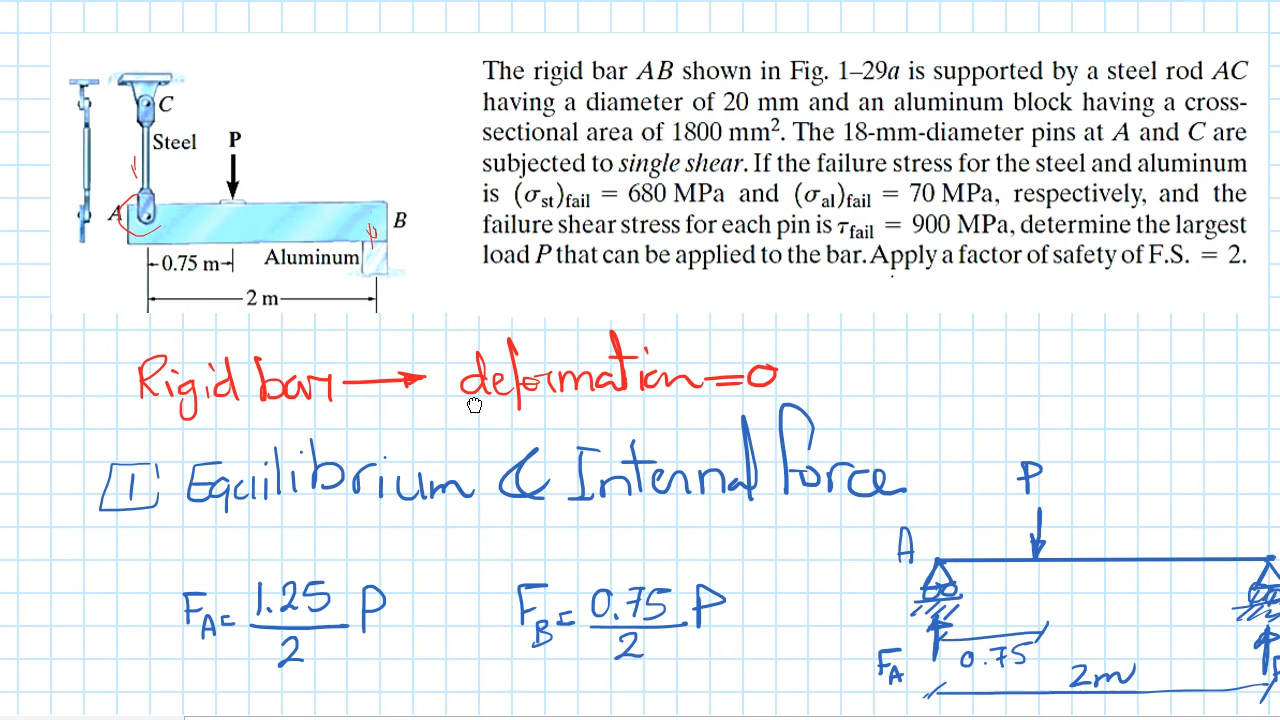 The rigid bar AB shown in Fig. 1–29a is supported by a steel rod AC
having a diameter of 20 mm and an aluminum block having a cross-
sectional area of 1800 mm². The 18-mm-diameter pins at A and C are
subjected to single shear. If the failure stress for the steel and aluminum
is (σst)fail = 680 MPa and (σal)fail = 70 MPa, respectively, and the
failure shear stress for each pin is τfail = 900 MPa, determine the largest
load P that can be applied to the bar. Apply a factor of safety of F.S. = 2.
C
Steel
P
A
B
0.75 m
Aluminum
2 m
Rigid bar → deformation = 0
1 Equilibrium & Internal Force
P
A
FA = 1.25/2 P
FB = 0.75/2 P
0.75
FA
2m